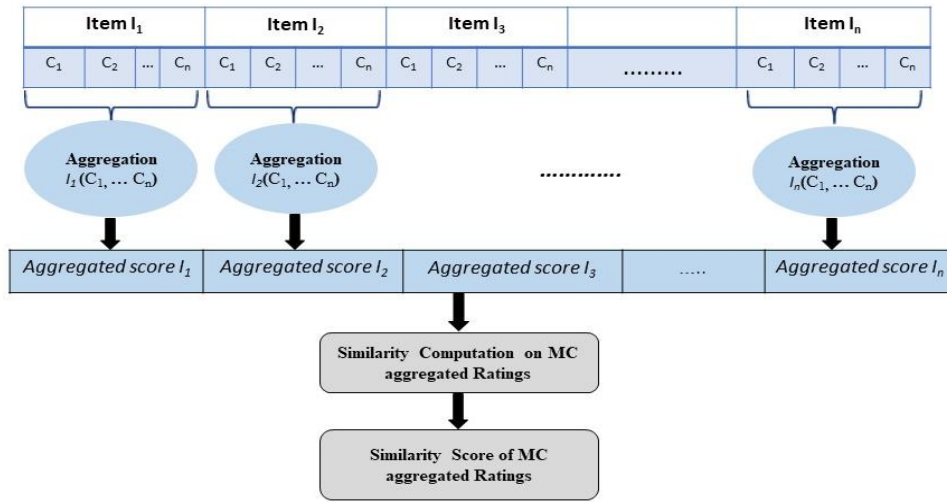 Item I₁ Item I₂ Item I₃ Item Iₙ
C₁ C₂ ... Cₙ C₁ C₂ ... Cₙ C₁ C₂ ... Cₙ ......... C₁ C₂ ... Cₙ
Aggregation Aggregation Aggregation
I₁(C₁, ... Cₙ) I₂(C₁, ... Cₙ) ............. Iₙ(C₁, ... Cₙ)
Aggregated score I₁ Aggregated score I₂ Aggregated score I₃ ..... Aggregated score Iₙ
Similarity Computation on MC
aggregated Ratings
Similarity Score of MC
aggregated Ratings